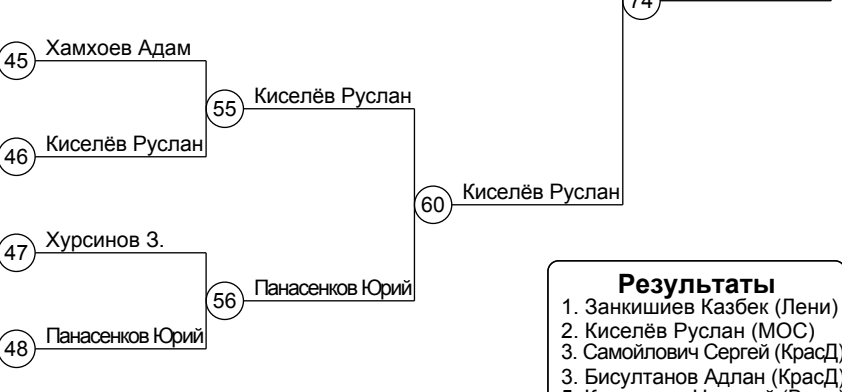 74
45 Хамхоев Адам
55 Киселёв Руслан
46 Киселёв Руслан
60 Киселёв Руслан
47 Хурсинов З.
56 Панасенков Юрий
48 Панасенков Юрий
Результаты
1. Занкишиев Казбек (Лени)
2. Киселёв Руслан (МОС)
3. Самойлович Сергей (КрасД)
3. Бисултанов Адлан (КрасД)